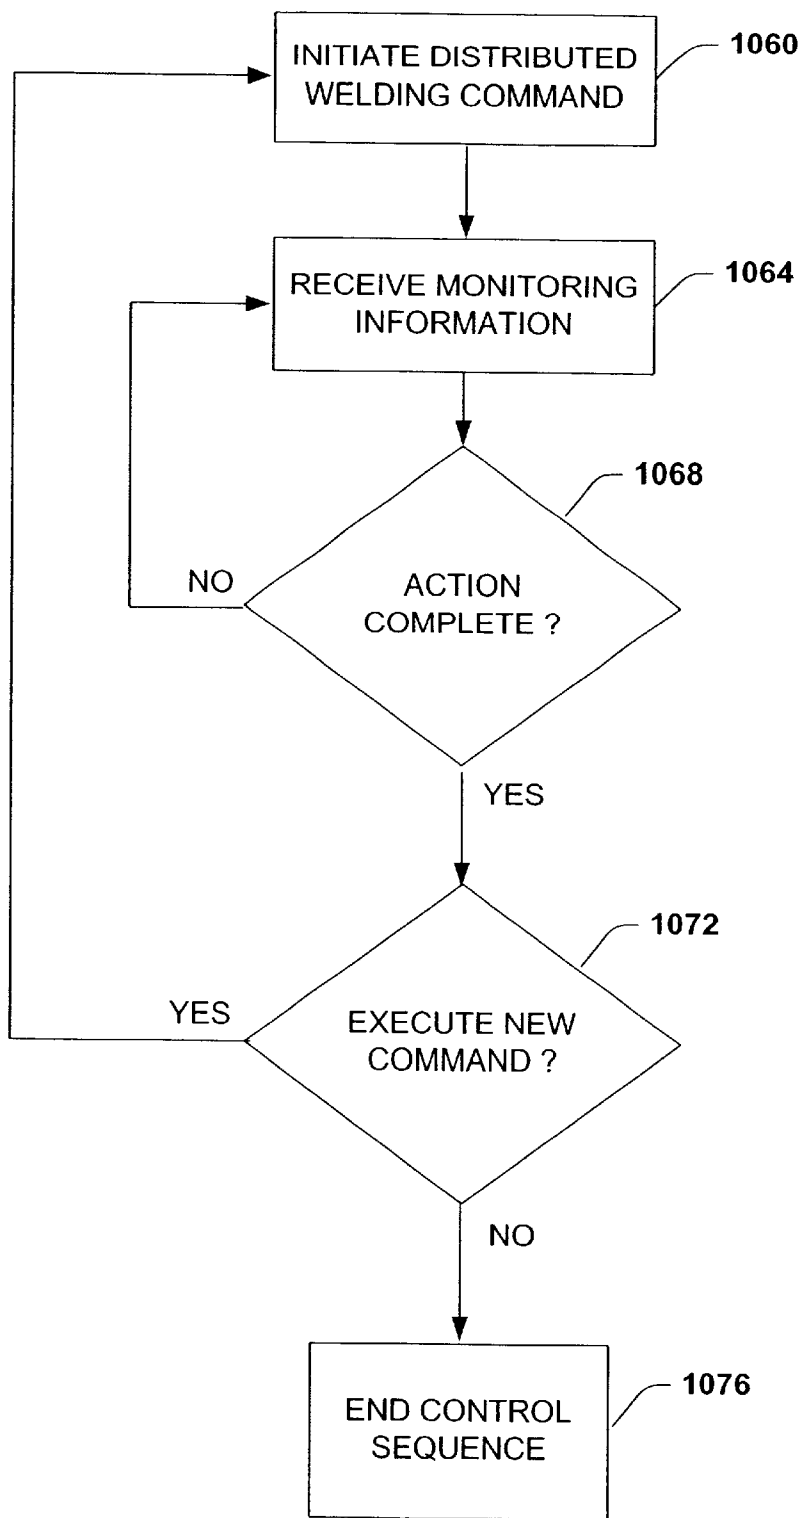 INITIATE DISTRIBUTED
WELDING COMMAND
1060
RECEIVE MONITORING
INFORMATION
1064
1068
ACTION
COMPLETE ?
NO
YES
1072
EXECUTE NEW
COMMAND ?
YES
NO
1076
END CONTROL
SEQUENCE